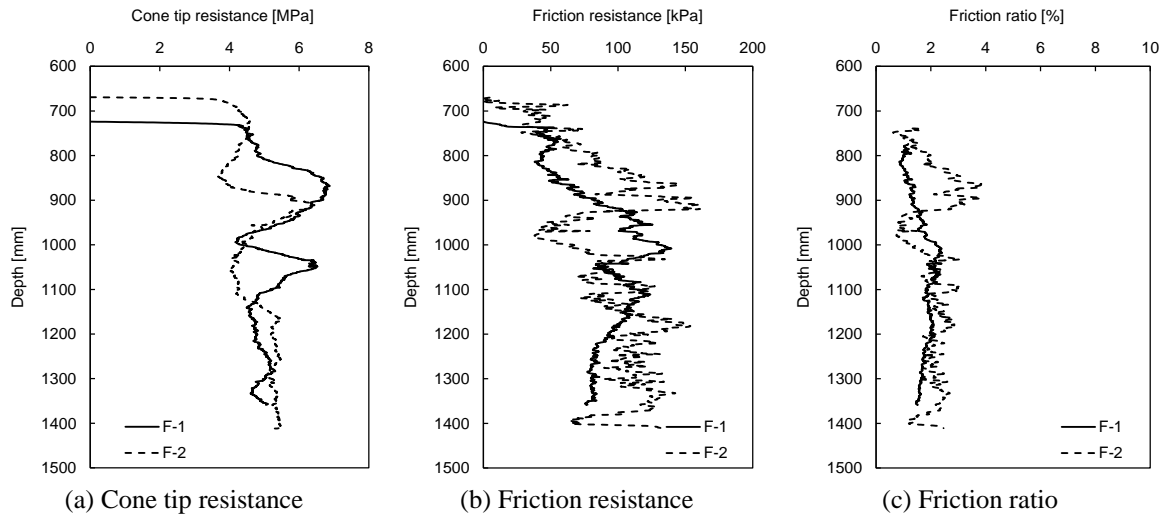 Cone tip resistance [MPa]
0 2 4 6 8
600
700
800
900
1000
1100
1200
1300
1400
1500
Depth [mm]
F-1
F-2
(a) Cone tip resistance
Friction resistance [kPa]
0 50 100 150 200
600
700
800
900
1000
1100
1200
1300
1400
1500
Depth [mm]
F-1
F-2
(b) Friction resistance
Friction ratio [%]
0 2 4 6 8 10
600
700
800
900
1000
1100
1200
1300
1400
1500
Depth [mm]
F-1
F-2
(c) Friction ratio